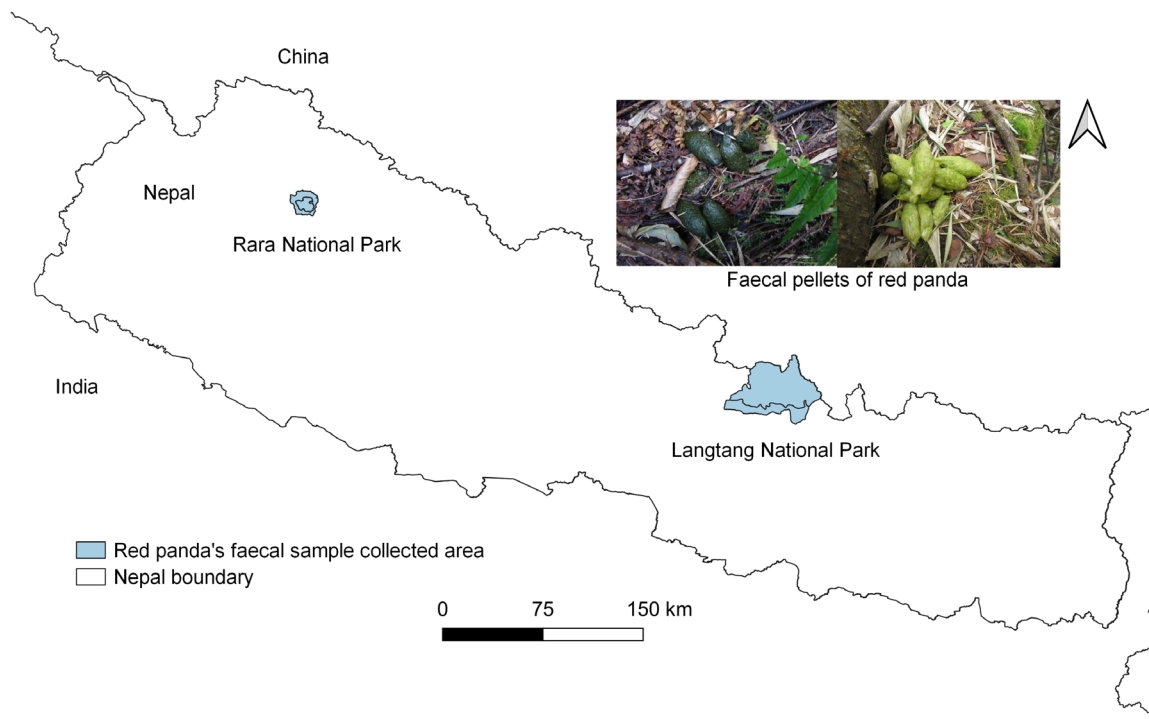 China
Nepal
Rara National Park
Faecal pellets of red panda
India
Langtang National Park
Red panda's faecal sample collected area
Nepal boundary
0 75 150 km